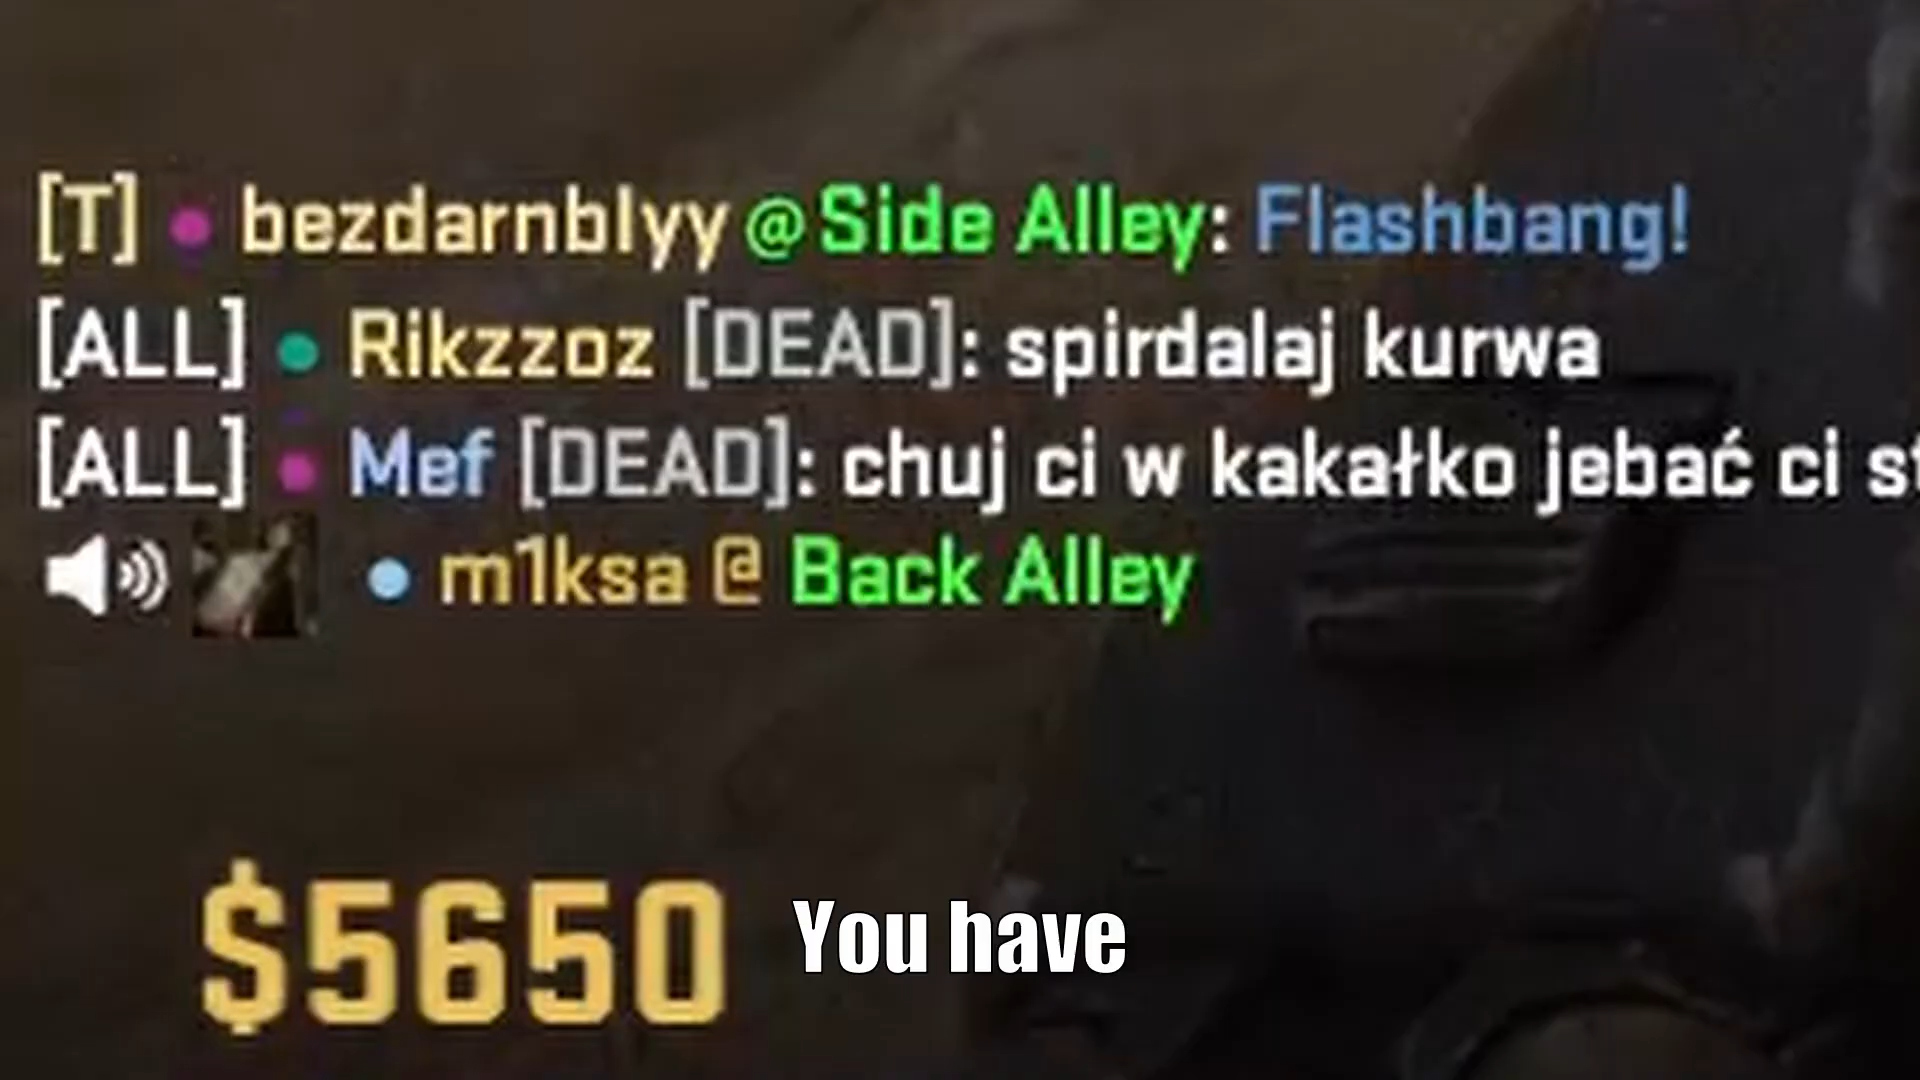 [T] • bezdarnblyy @ Side Alley: Flashbang!
[ALL] • Rikzzoz [DEAD]: spirdalaj kurwa
[ALL] • Mef [DEAD]: chuj ci w kakałko jebać ci
• m1ksa @ Back Alley
$5650
You have